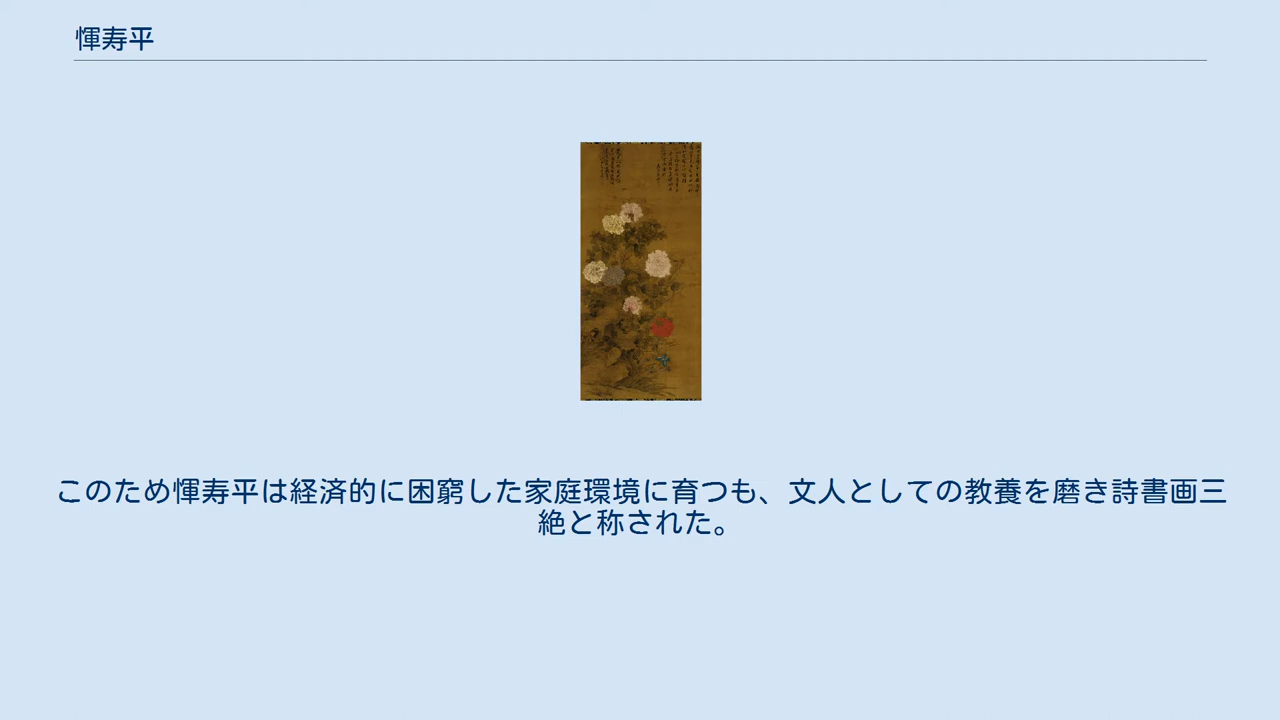 惲寿平
このため惲寿平は経済的に困窮した家庭環境に育つも、文人としての教養を磨き詩書画三
絶と称された。